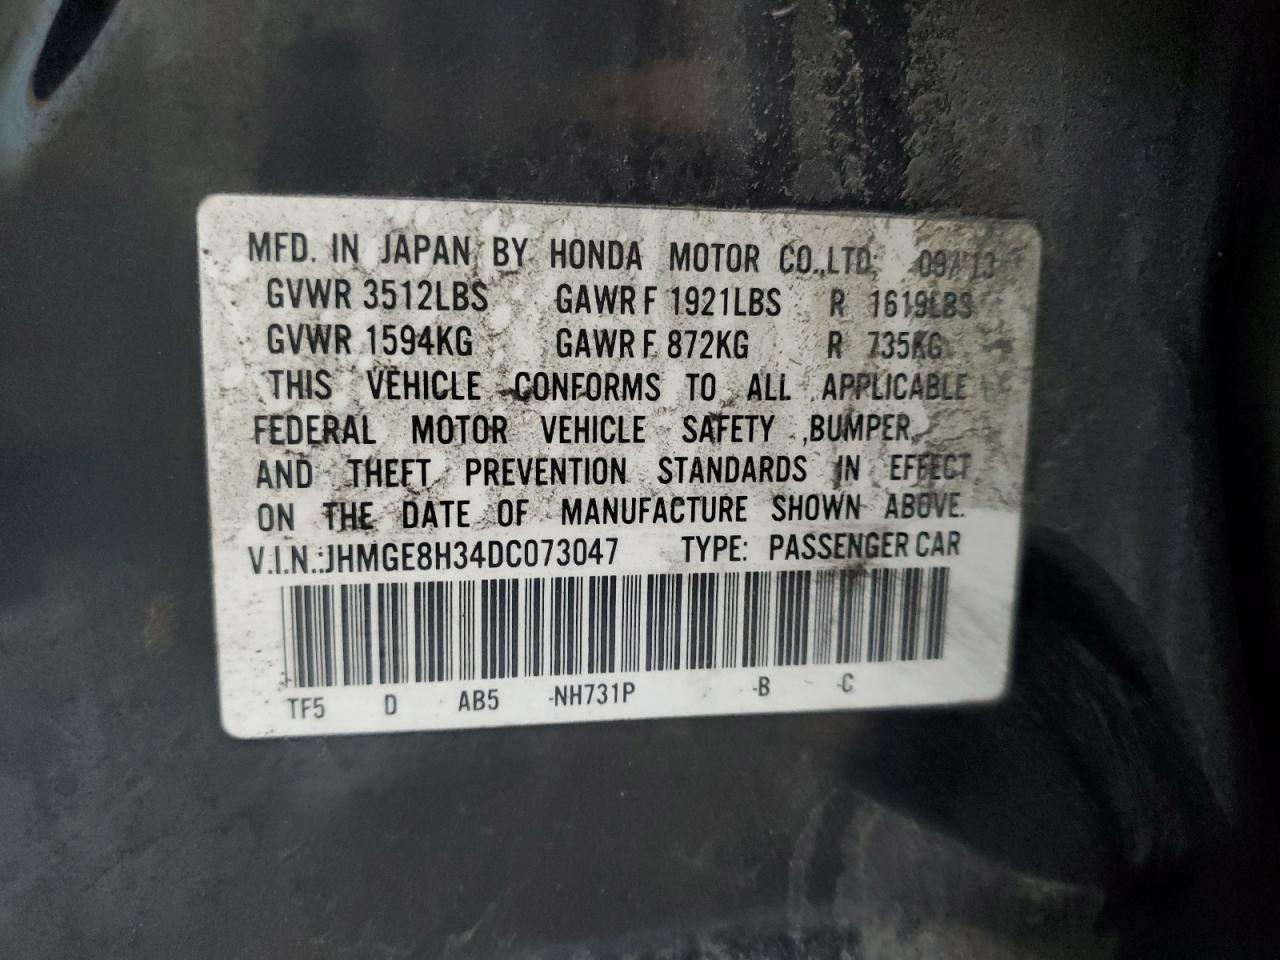 MFD. IN JAPAN BY HONDA MOTOR CO.,LTD.
GVWR 3512LBS GAWR F 1921LBS R 1619LBS
GVWR 1594KG GAWR F 872KG R 735KG
THIS VEHICLE CONFORMS TO ALL APPLICABLE
FEDERAL MOTOR VEHICLE SAFETY ,BUMPER,
AND THEFT PREVENTION STANDARDS IN EFFECT
ON THE DATE OF MANUFACTURE SHOWN ABOVE.
V.I.N.:JHMGE8H34DC073047 TYPE: PASSENGER CAR
TF5 D AB5 -NH731P -B -C